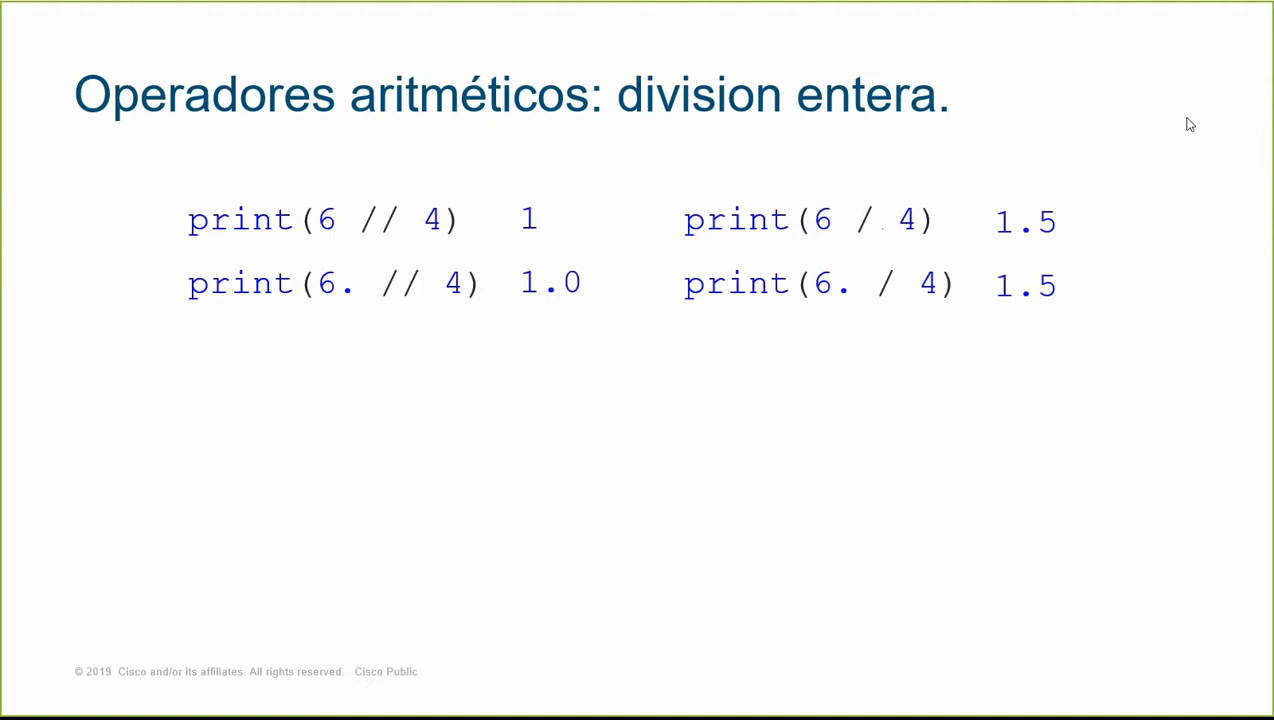 Operadores aritméticos: division entera.
print(6 // 4) 1 print(6 / 4) 1.5
print(6. // 4) 1.0 print(6. / 4) 1.5
© 2019 Cisco and/or its affiliates. All rights reserved. Cisco Public